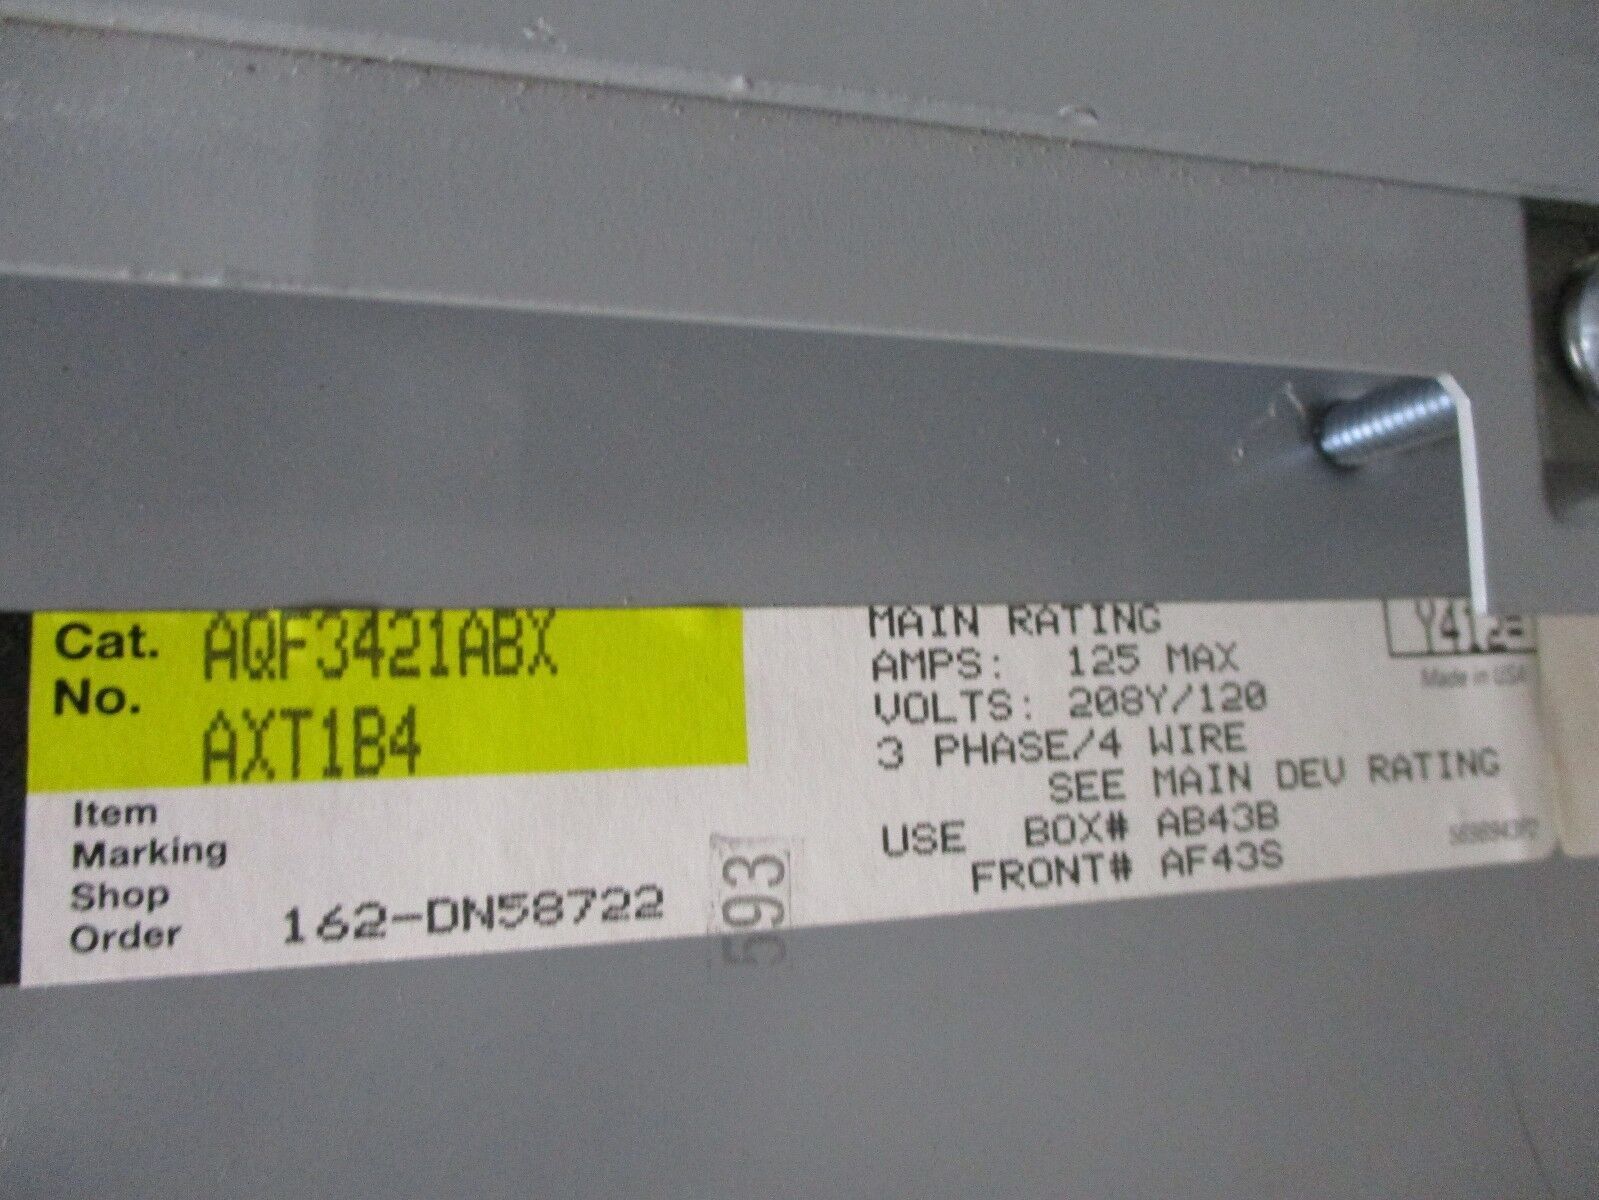 Cat. No. AQF3421ABX
AXT1B4
Item
Marking
Shop
Order 162-DN58722
593
MAIN RATING
AMPS: 125 MAX
VOLTS: 208Y/120
3 PHASE/4 WIRE
SEE MAIN DEV RATING
USE BOX# AB43B
FRONT# AF43S
Made in USA